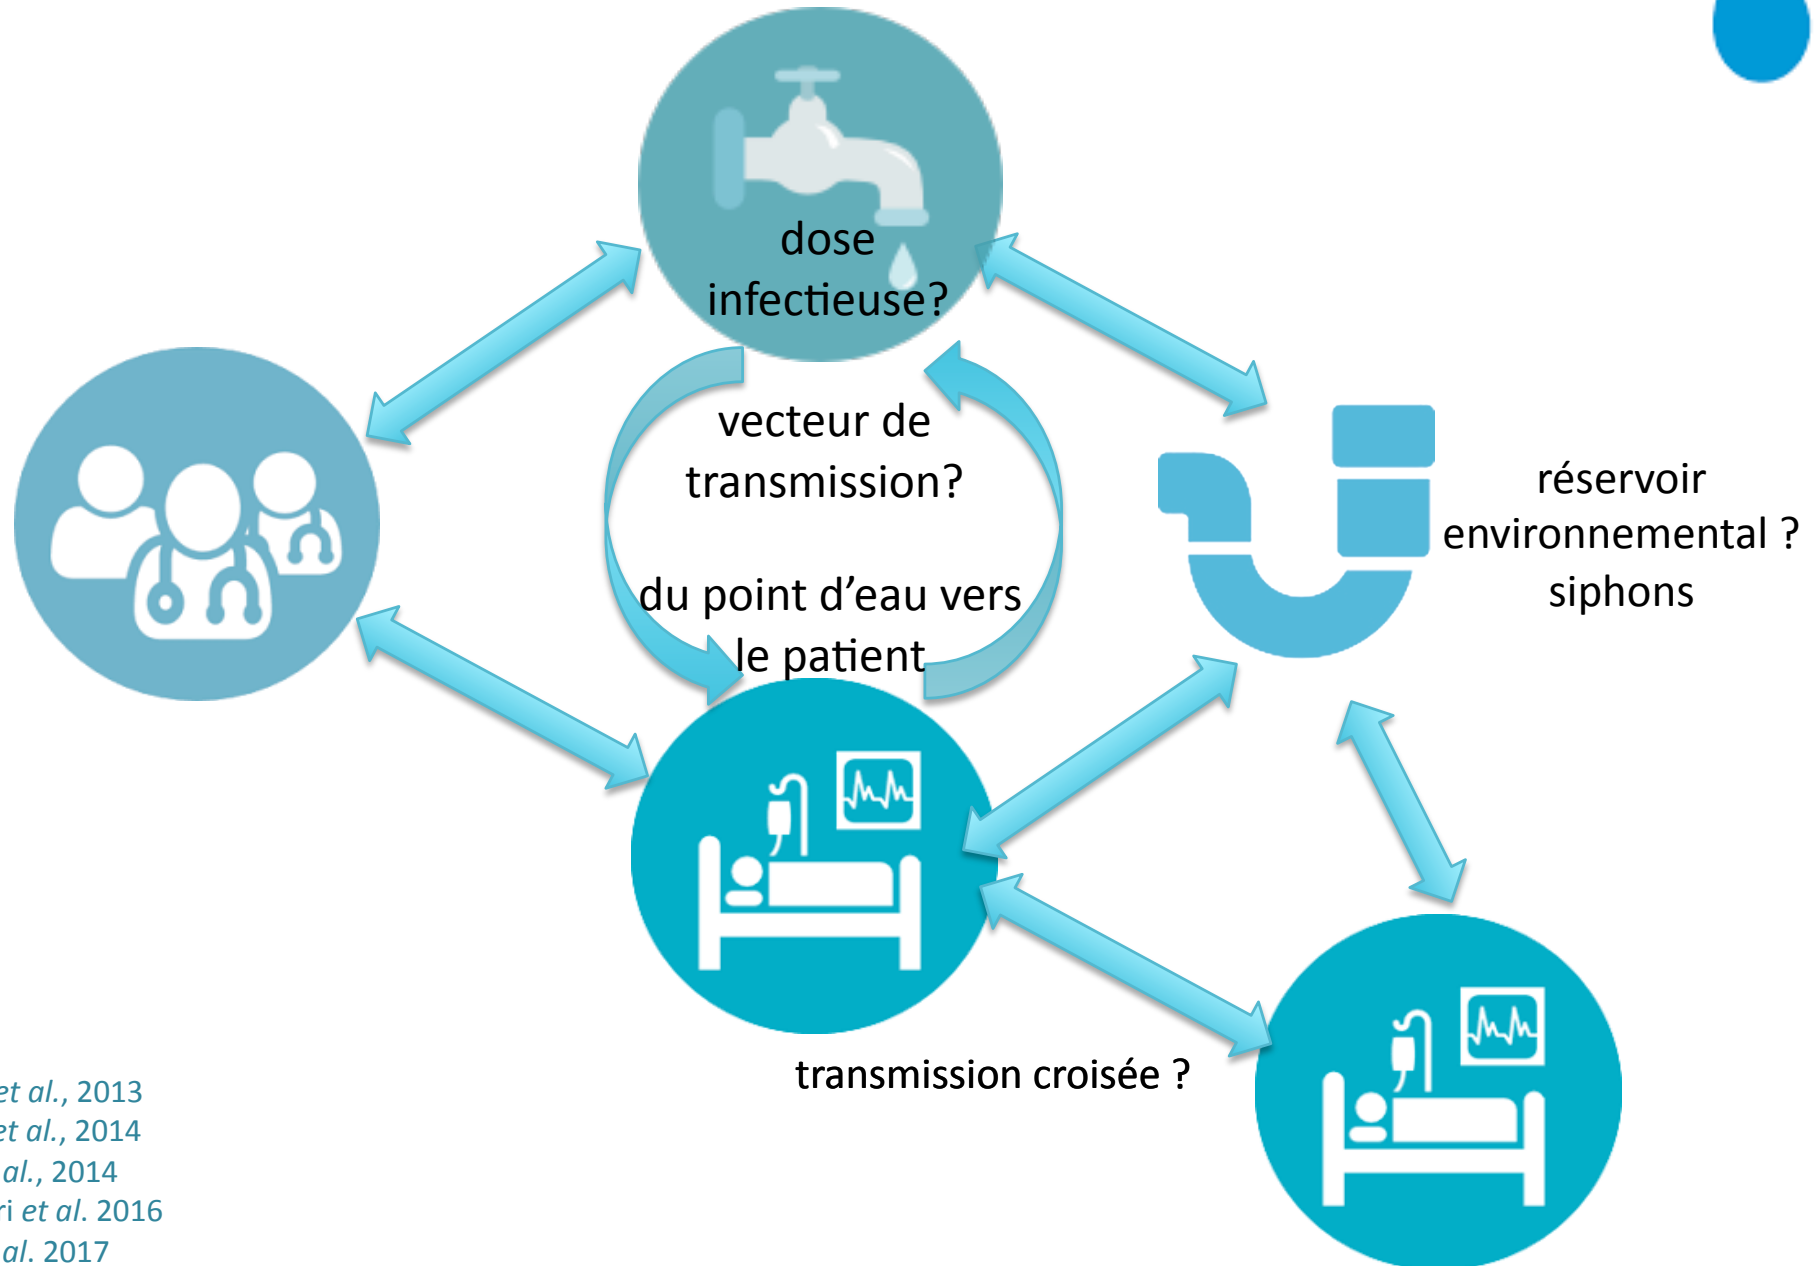 dose
infectieuse?
vecteur de
transmission?
du point d’eau vers
le patient
réservoir
environnemental ?
siphons
transmission croisée ?
et al., 2013
et al., 2014
al., 2014
ri et al. 2016
al. 2017